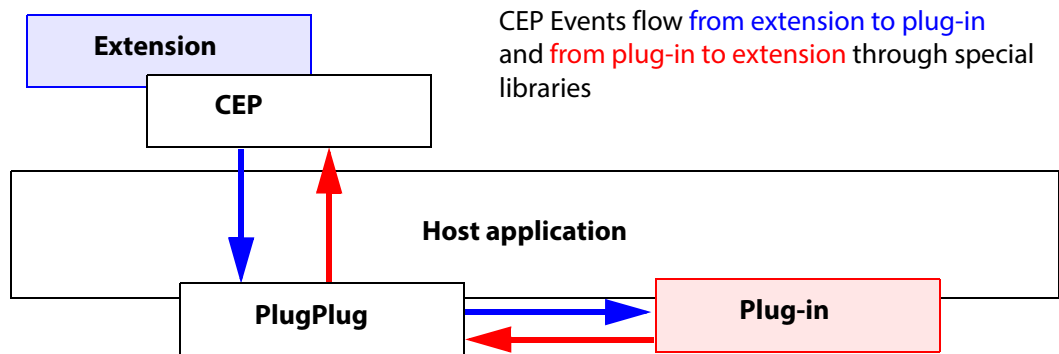 CEP Events flow from extension to plug-in
and from plug-in to extension through special
libraries
Extension
CEP
Host application
PlugPlug
Plug-in